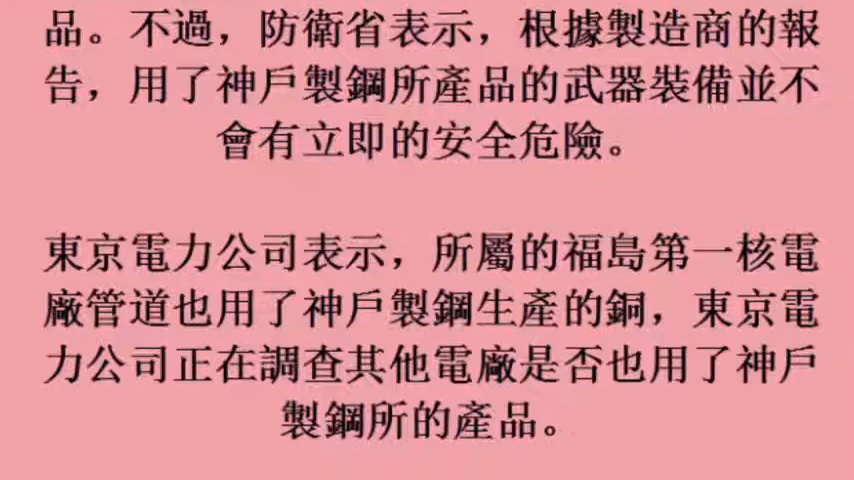 品。不過，防衛省表示，根據製造商的報
告，用了神戶製鋼所產品的武器裝備並不
會有立即的安全危險。
東京電力公司表示，所屬的福島第一核電
廠管道也用了神戶製鋼生產的銅，東京電
力公司正在調查其他電廠是否也用了神戶
製鋼所的產品。